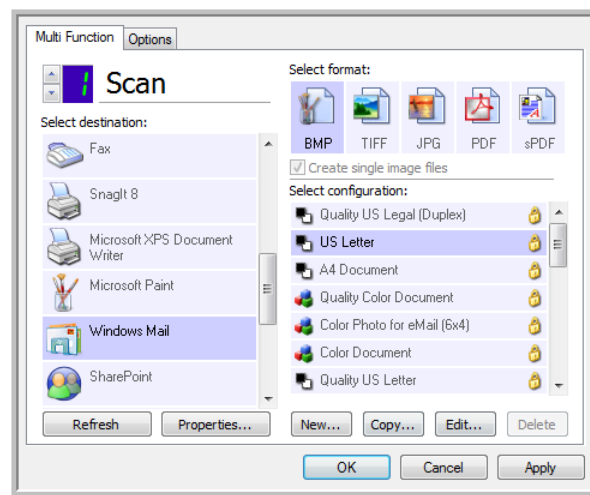 Multi Function
Options
1
Scan
Select destination:
Fax
SnagIt 8
Microsoft XPS Document
Writer
Microsoft Paint
Windows Mail
SharePoint
Refresh
Properties...
Select format:
BMP
TIFF
JPG
PDF
sPDF
Create single image files
Select configuration:
Quality US Legal (Duplex)
US Letter
A4 Document
Quality Color Document
Color Photo for eMail (6x4)
Color Document
Quality US Letter
New...
Copy...
Edit...
Delete
OK
Cancel
Apply